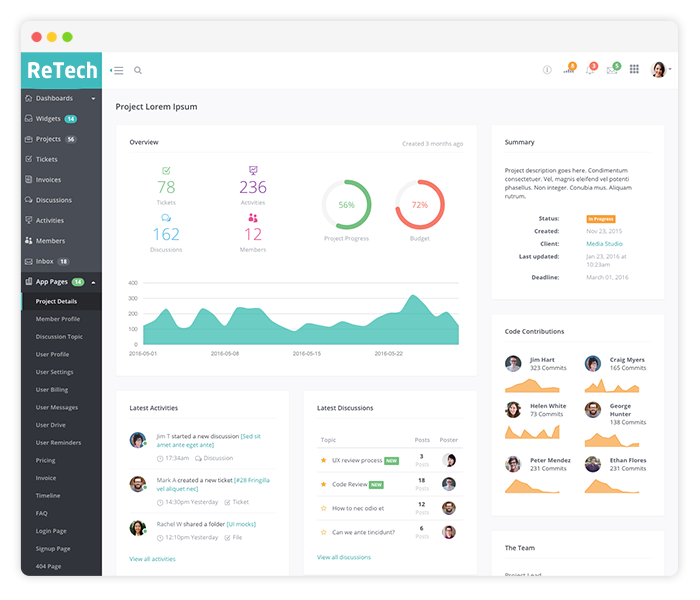 ReTech
8
3
5
Dashboards
Widgets 14
Projects 56
Tickets
Invoices
Discussions
Activities
Members
Inbox 18
App Pages 14
Project Details
Member Profile
Discussion Topic
User Profile
User Settings
User Billing
User Messages
User Drive
User Reminders
Pricing
Invoice
Timeline
FAQ
Login Page
Signup Page
404 Page
Project Lorem Ipsum
Overview
Created 3 months ago
78
Tickets
236
Activities
162
Discussions
12
Members
56%
Project Progress
72%
Budget
400
300
200
100
0
2016-05-01
2016-05-08
2016-05-15
2016-05-22
Summary
Project description goes here. Condimentum
consectetuer. Vel, magnis eleifend vel potenti
phasellus. Non integer. Conubia mus. Aliquam
rutrum.
Status: In Progress
Created: Nov 23, 2015
Client: Media Studio
Last updated: Jan 23, 2016 at
10:23am
Deadline: March 01, 2016
Code Contributions
Jim Hart
323 Commits
Craig Myers
165 Commits
Helen White
73 Commits
George
Hunter
138 Commits
Peter Mendez
231 Commits
Ethan Flores
231 Commits
Latest Activities
Jim T started a new discussion [Sed sit
amet ante eget ante]
17:34am Discussion
Mark A created a new ticket [#28 Fringilla
vel aliquet nec]
14:30pm Yesterday Ticket
Rachel W shared a folder [UI mocks]
12:10pm Yesterday File
View all activities
Latest Discussions
Topic Posts Poster
UX review process NEW 3
Posts
Code Review NEW 18
Posts
How to nec odio et 12
Posts
Can we ante tincidunt? 6
Posts
View all discussions
The Team
Project Lead